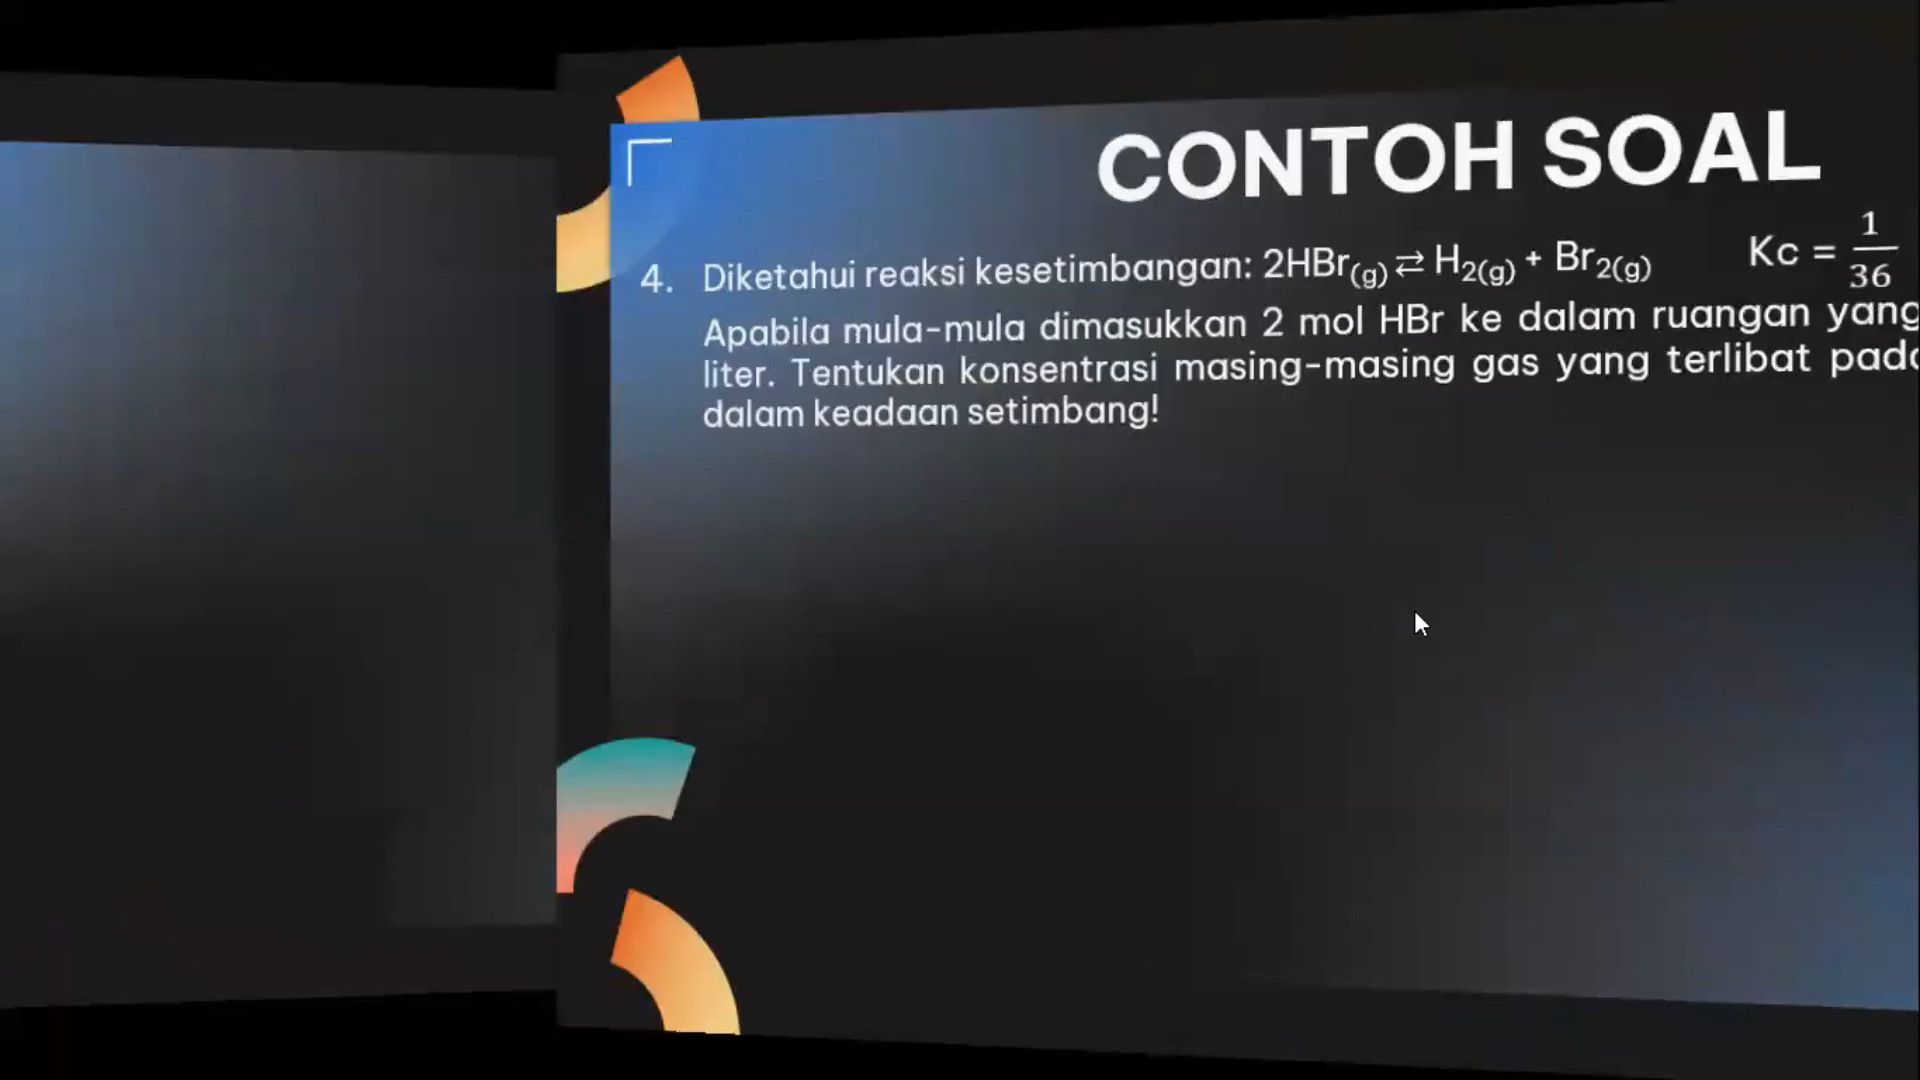 CONTOH SOAL
4. Diketahui reaksi kesetimbangan: 2HBr(g) ⇄ H2(g) + Br2(g) Kc = 1/36
Apabila mula-mula dimasukkan 2 mol HBr ke dalam ruangan yang
liter. Tentukan konsentrasi masing-masing gas yang terlibat
dalam keadaan setimbang!